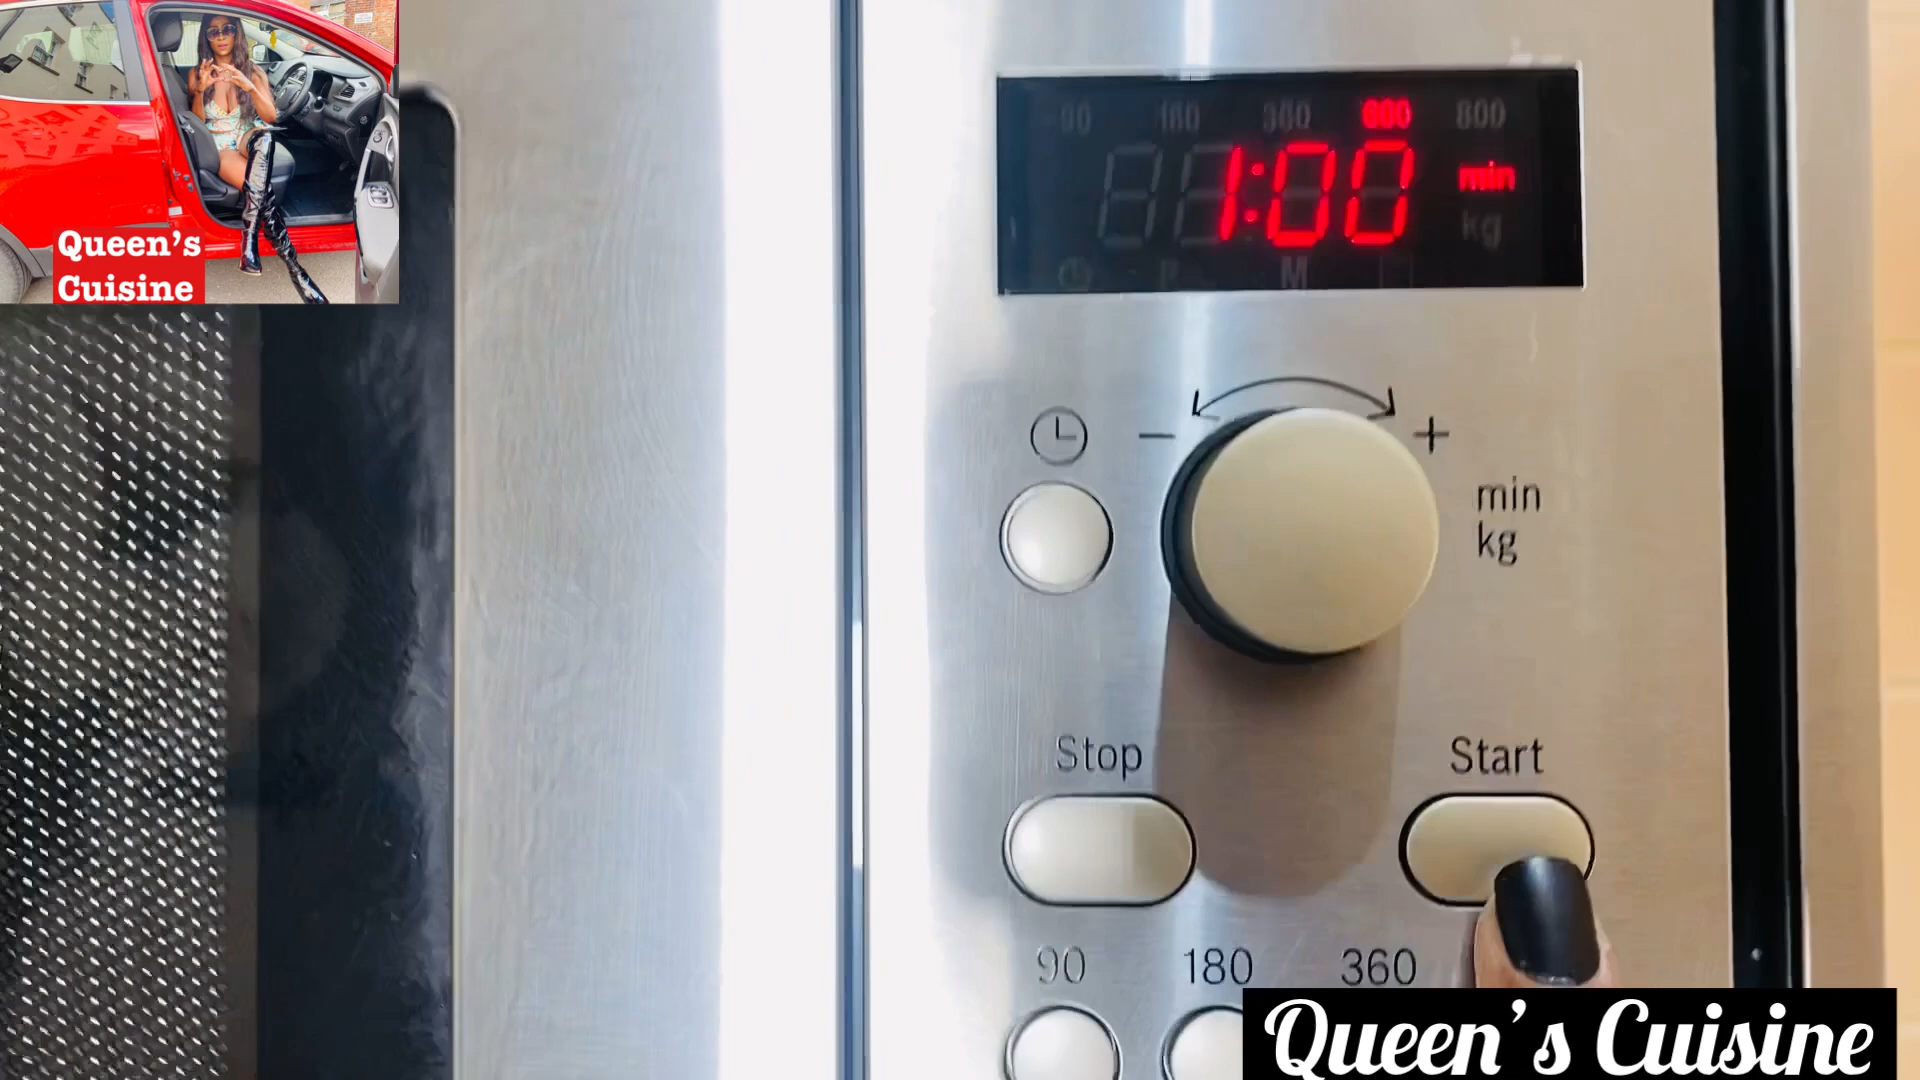 Queen's
Cuisine
90 180 360 600 800
1:00 min
kg
P M
− +
min
kg
Stop Start
90 180 360
Queen's Cuisine